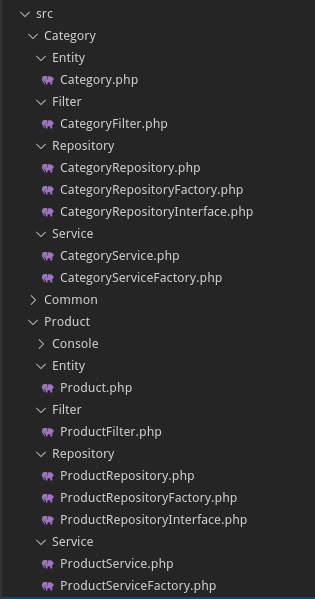 src
Category
Entity
Category.php
Filter
CategoryFilter.php
Repository
CategoryRepository.php
CategoryRepositoryFactory.php
CategoryRepositoryInterface.php
Service
CategoryService.php
CategoryServiceFactory.php
Common
Product
Console
Entity
Product.php
Filter
ProductFilter.php
Repository
ProductRepository.php
ProductRepositoryFactory.php
ProductRepositoryInterface.php
Service
ProductService.php
ProductServiceFactory.php